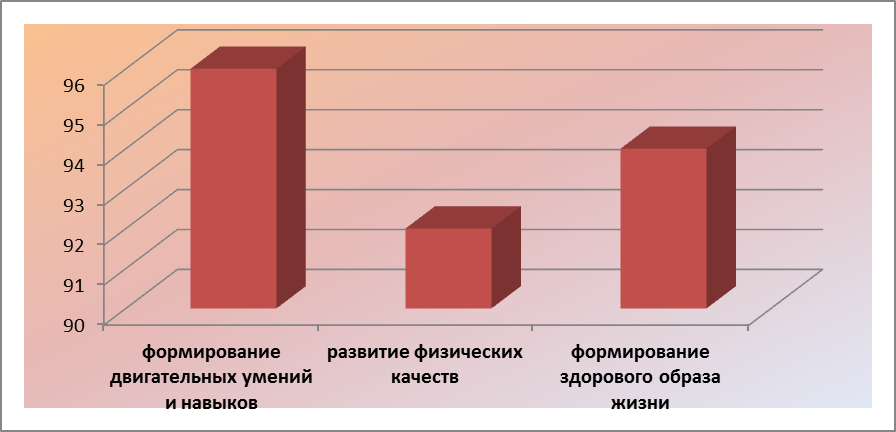 96
95
94
93
92
91
90
формирование
двигательных умений
и навыков
развитие физических
качеств
формирование
здорового образа
жизни